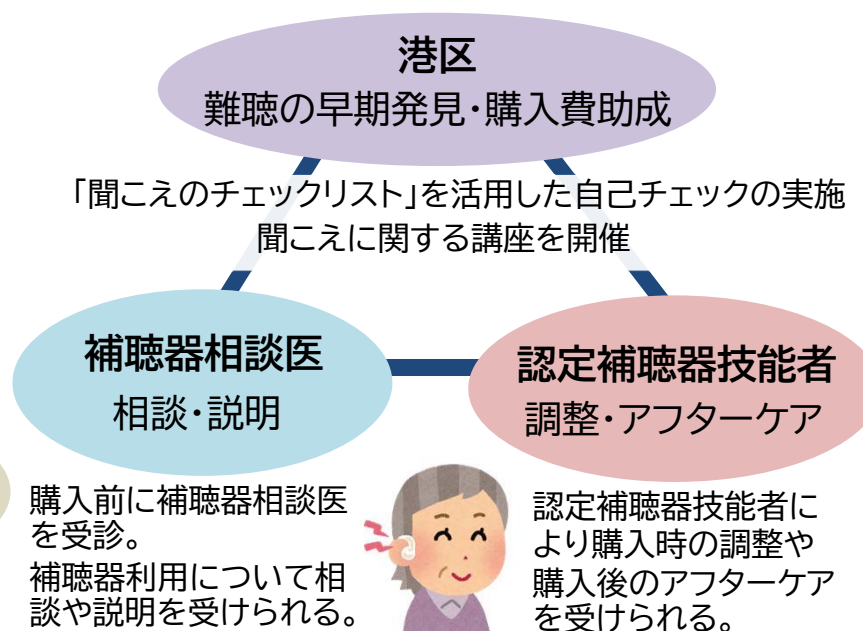 港区
難聴の早期発見・購入費助成
「聞こえのチェックリスト」を活用した自己チェックの実施
聞こえに関する講座を開催
補聴器相談医
相談・説明
認定補聴器技能者
調整・アフターケア
購入前に補聴器相談医
を受診。
補聴器利用について相
談や説明を受けられる。
認定補聴器技能者に
より購入時の調整や
購入後のアフターケア
を受けられる。